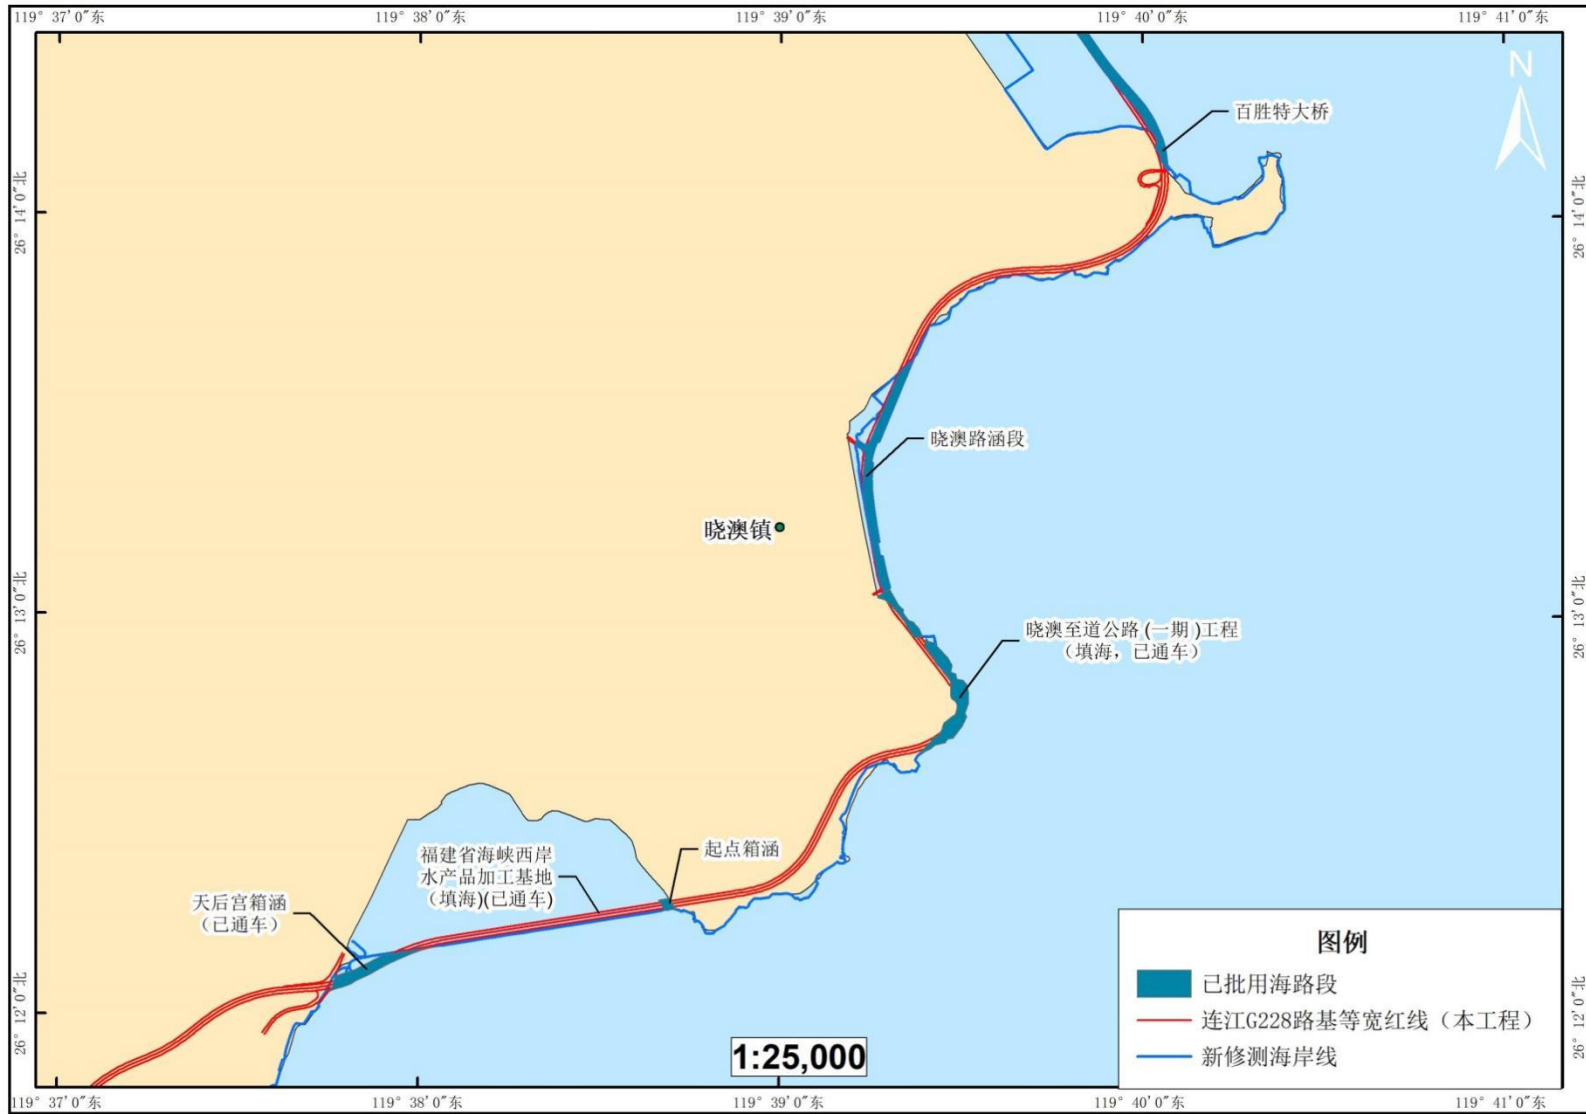 119° 37′0″东
119° 38′0″东
119° 39′0″东
119° 40′0″东
119° 41′0″东
N
百胜特大桥
26° 14′0″北
26° 14′0″北
晓澳路涵段
晓澳镇
26° 13′0″北
26° 13′0″北
晓澳至道公路(一期)工程
（填海，已通车）
起点箱涵
福建省海峡西岸
水产品加工基地
（填海)(已通车)
天后宫箱涵
（已通车）
26° 12′0″北
26° 12′0″北
图例
已批用海路段
连江G228路基等宽红线（本工程）
新修测海岸线
1:25,000
119° 37′0″东
119° 38′0″东
119° 39′0″东
119° 40′0″东
119° 41′0″东